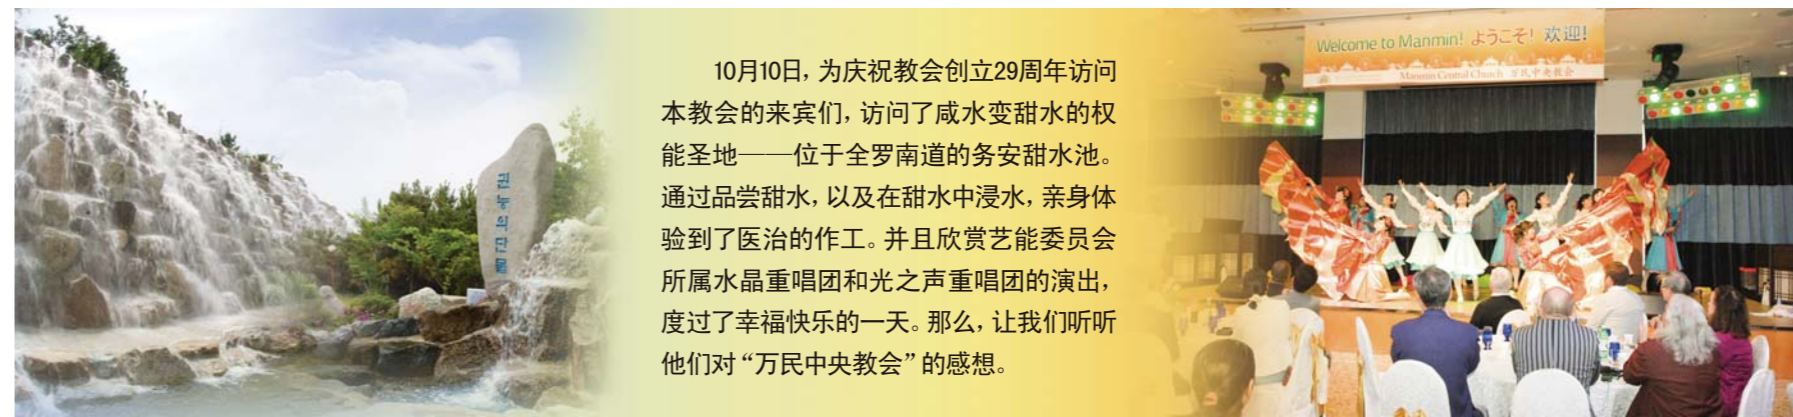 권능의단물
10月10日，为庆祝教会创立29周年访问
本教会的来宾们，访问了咸水变甜水的权
能圣地——位于全罗南道的务安甜水池。
通过品尝甜水，以及在甜水中浸水，亲身体
验到了医治的作工。并且欣赏艺能委员会
所属水晶重唱团和光之声重唱团的演出，
度过了幸福快乐的一天。那么，让我们听听
他们对“万民中央教会”的感想。
Welcome to Manmin! ようこそ! 欢迎!
Manmin Central Church 万民中央教会